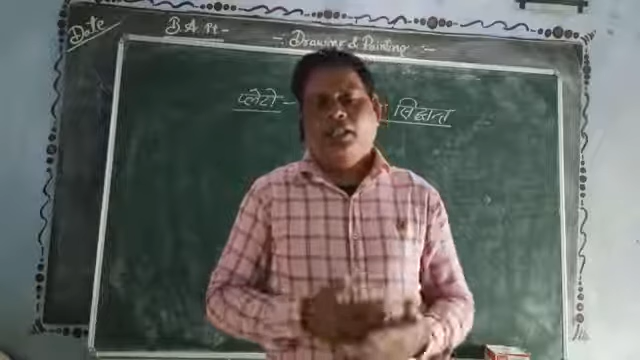 Date B.A. Pt- -: Drawing & Painting :-
प्लेटो - सिद्धान्त